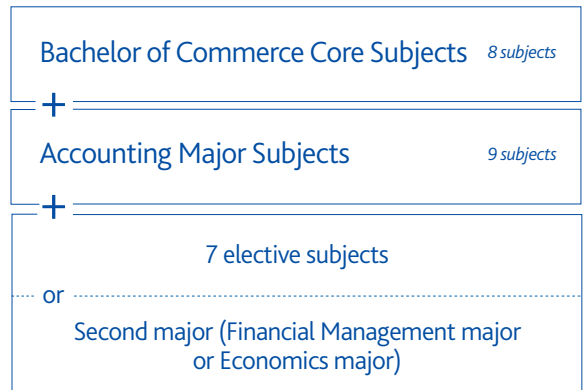 Bachelor of Commerce Core Subjects 8 subjects
+
Accounting Major Subjects 9 subjects
+
7 elective subjects
or
Second major (Financial Management major
or Economics major)